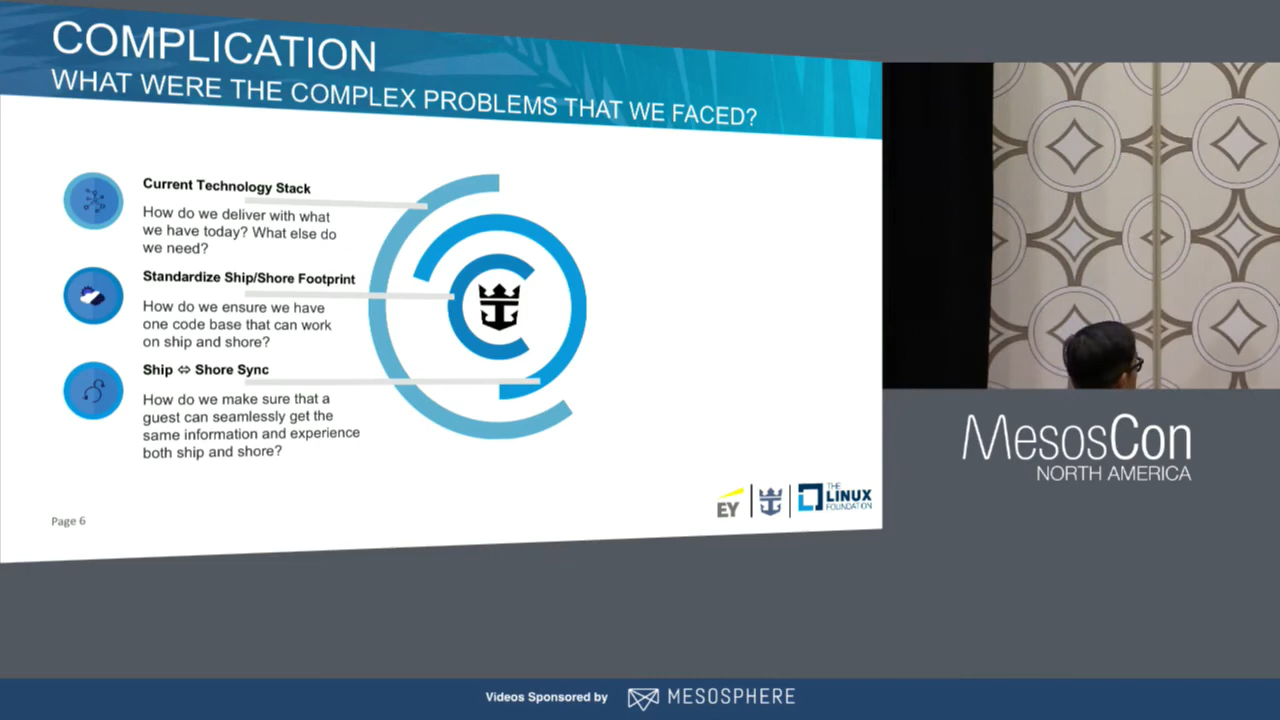 COMPLICATION
WHAT WERE THE COMPLEX PROBLEMS THAT WE FACED?
Current Technology Stack
How do we deliver with what
we have today? What else do
we need?
Standardize Ship/Shore Footprint
How do we ensure we have
one code base that can work
on ship and shore?
Ship ⇔ Shore Sync
How do we make sure that a
guest can seamlessly get the
same information and experience
both ship and shore?
Page 6
EY
THE
LINUX
FOUNDATION
MesosCon
NORTH AMERICA
Videos Sponsored by
MESOSPHERE